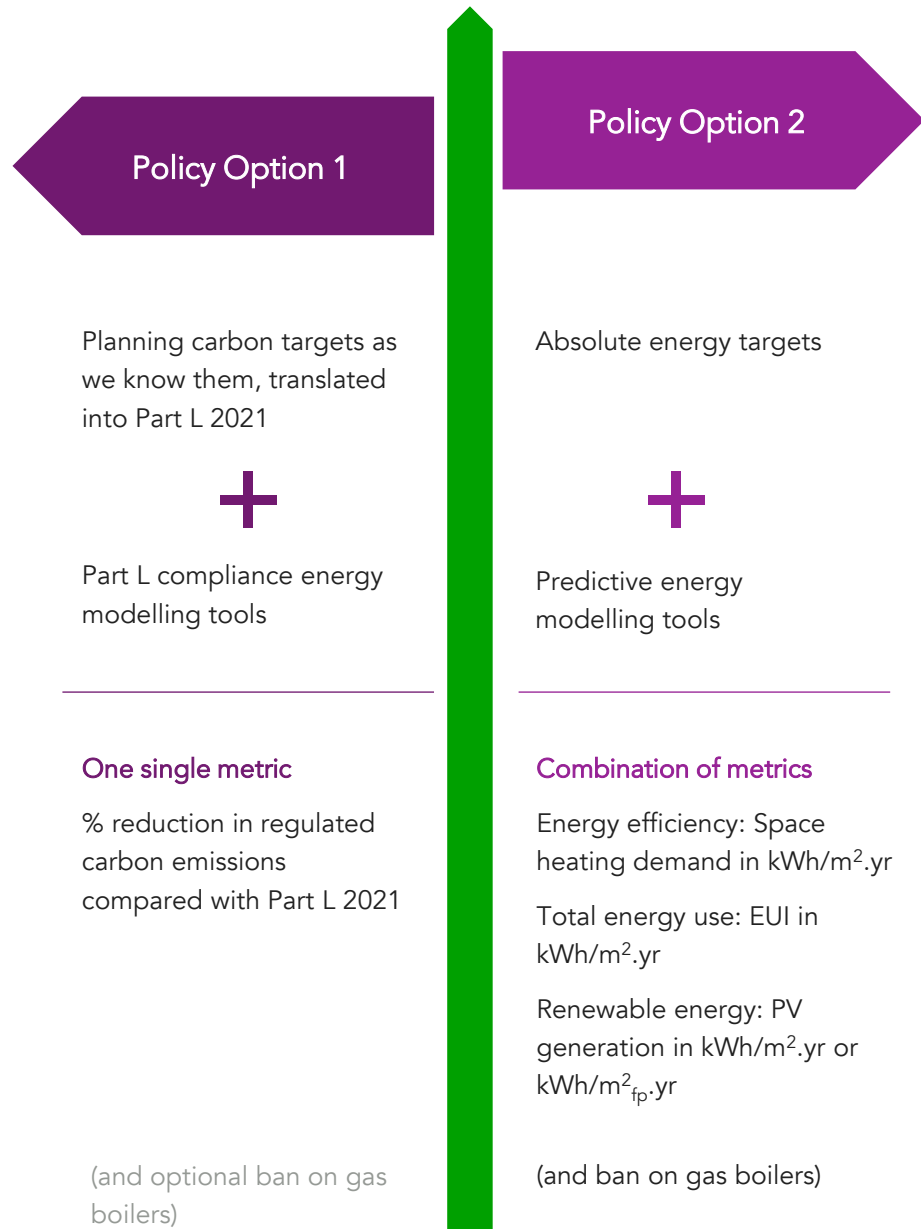 Policy Option 1
Planning carbon targets as
we know them, translated
into Part L 2021
+
Part L compliance energy
modelling tools
One single metric
% reduction in regulated
carbon emissions
compared with Part L 2021
(and optional ban on gas
boilers)
Policy Option 2
Absolute energy targets
+
Predictive energy
modelling tools
Combination of metrics
Energy efficiency: Space
heating demand in kWh/m².yr
Total energy use: EUI in
kWh/m².yr
Renewable energy: PV
generation in kWh/m².yr or
kWh/m²fp.yr
(and ban on gas boilers)